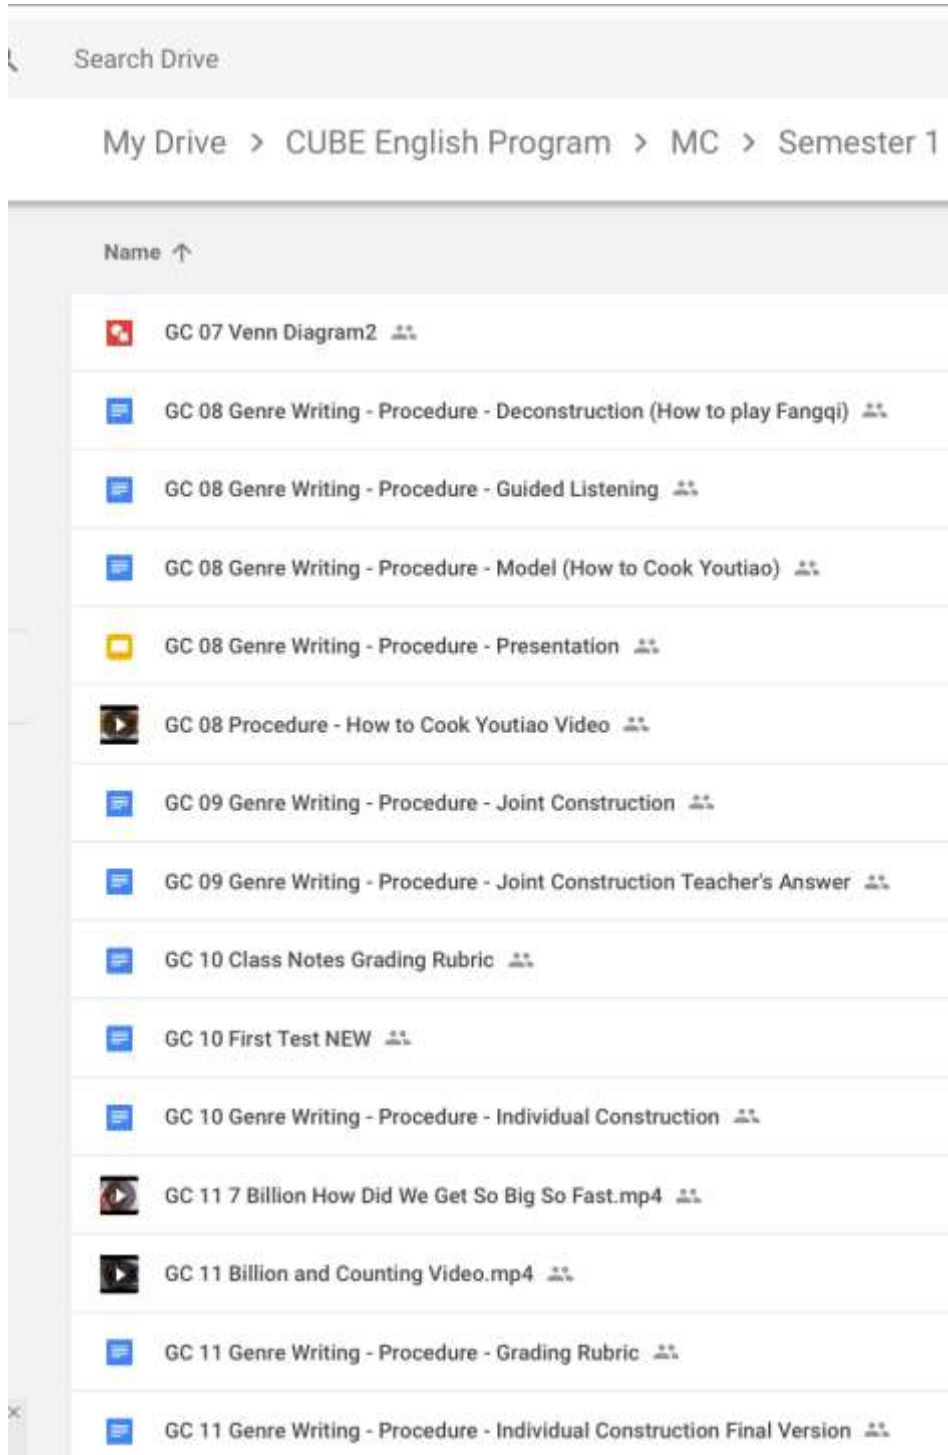 Search Drive
My Drive > CUBE English Program > MC > Semester 1
Name ↑
GC 07 Venn Diagram2
GC 08 Genre Writing - Procedure - Deconstruction (How to play Fangqi)
GC 08 Genre Writing - Procedure - Guided Listening
GC 08 Genre Writing - Procedure - Model (How to Cook Youtiao)
GC 08 Genre Writing - Procedure - Presentation
GC 08 Procedure - How to Cook Youtiao Video
GC 09 Genre Writing - Procedure - Joint Construction
GC 09 Genre Writing - Procedure - Joint Construction Teacher's Answer
GC 10 Class Notes Grading Rubric
GC 10 First Test NEW
GC 10 Genre Writing - Procedure - Individual Construction
GC 11 7 Billion How Did We Get So Big So Fast.mp4
GC 11 Billion and Counting Video.mp4
GC 11 Genre Writing - Procedure - Grading Rubric
GC 11 Genre Writing - Procedure - Individual Construction Final Version